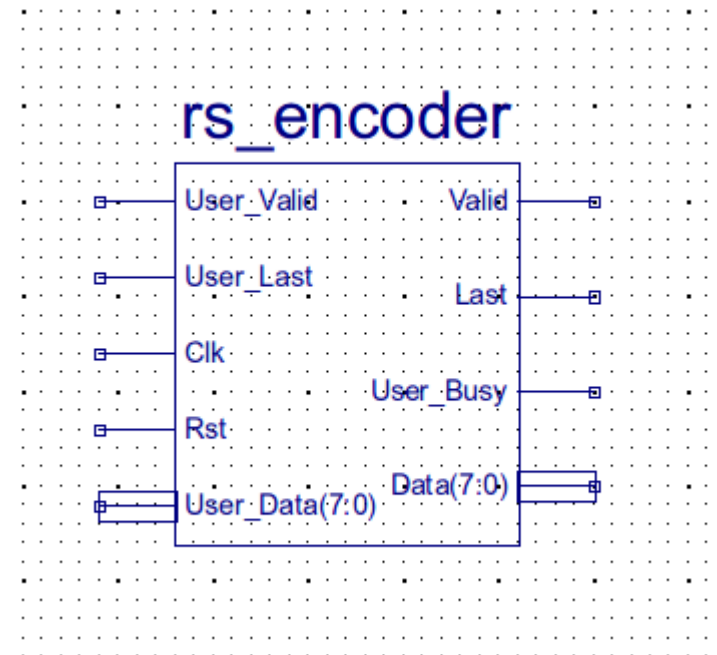 rs_encoder
User_Valid
Valid
User_Last
Last
Clk
User_Busy
Rst
Data(7:0)
User_Data(7:0)